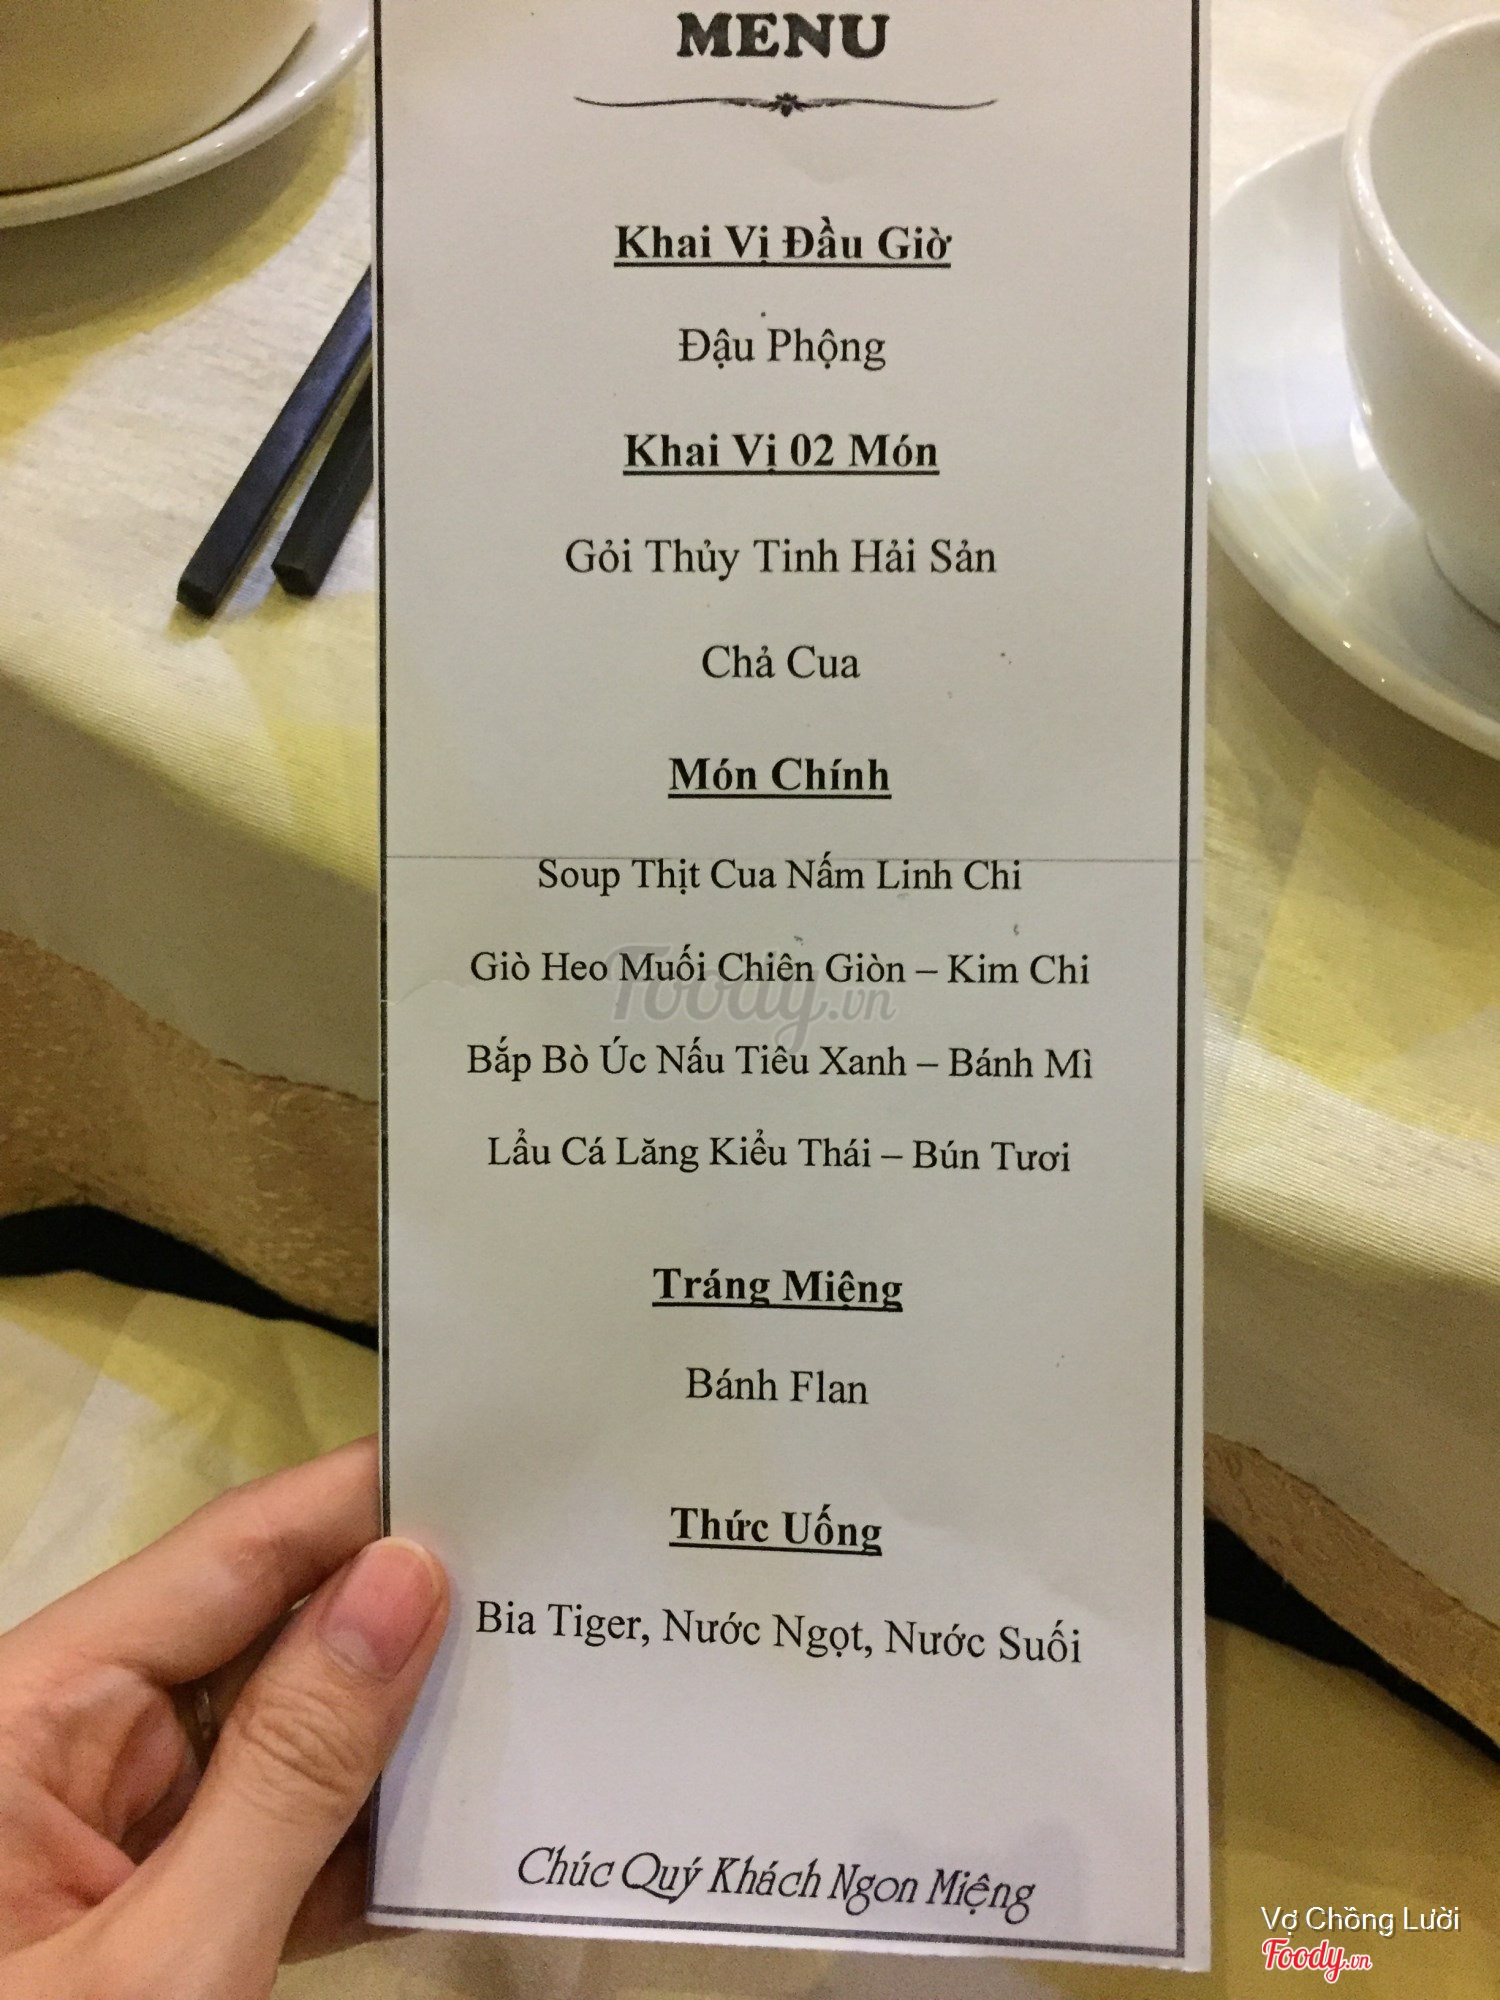 MENU
Khai Vị Đầu Giờ
Đậu Phộng
Khai Vị 02 Món
Gỏi Thủy Tinh Hải Sản
Chả Cua
Món Chính
Soup Thịt Cua Nấm Linh Chi
Giò Heo Muối Chiên Giòn – Kim Chi
Foody.vn
Bắp Bò Úc Nấu Tiêu Xanh – Bánh Mì
Lẩu Cá Lăng Kiểu Thái – Bún Tươi
Tráng Miệng
Bánh Flan
Thức Uống
Bia Tiger, Nước Ngọt, Nước Suối
Chúc Quý Khách Ngon Miệng
Vợ Chồng Lười
Foody.vn